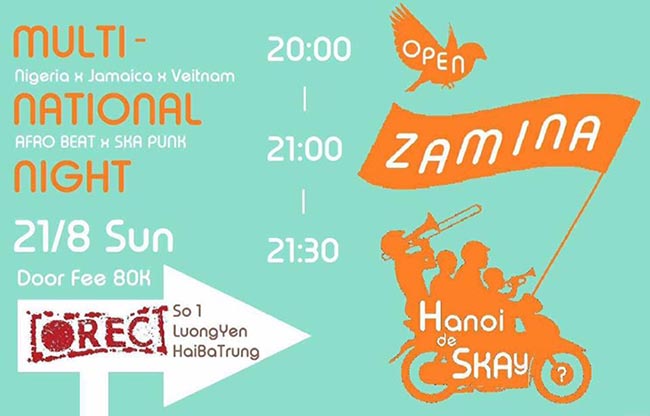 MULTI-
Nigeria x Jamaica x Veitnam
NATIONAL
AFRO BEAT x SKA PUNK
NIGHT
21/8 Sun
Door Fee 80K
REC
So 1
LuongYen
HaiBaTrung
20:00
|
21:00
|
21:30
OPEN
ZAMINA
Hanoi
de
SKAy
?